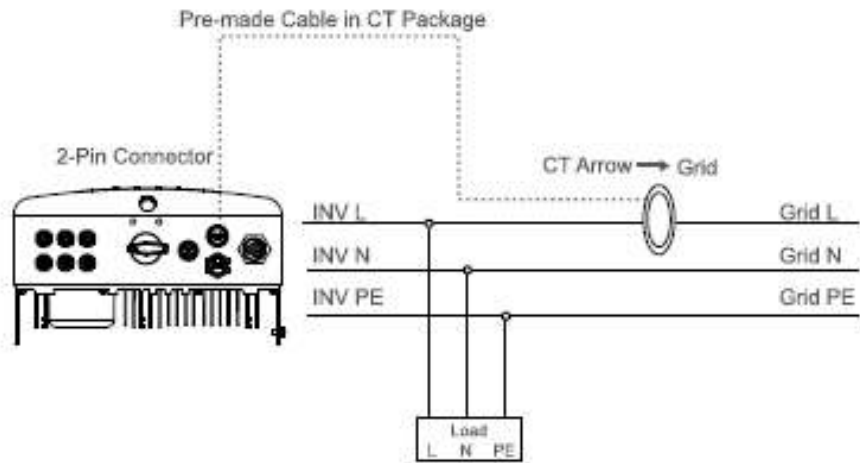 Pre-made Cable in CT Package
2-Pin Connector
CT Arrow → Grid
INV L
Grid L
INV N
Grid N
INV PE
Grid PE
Load
L N PE